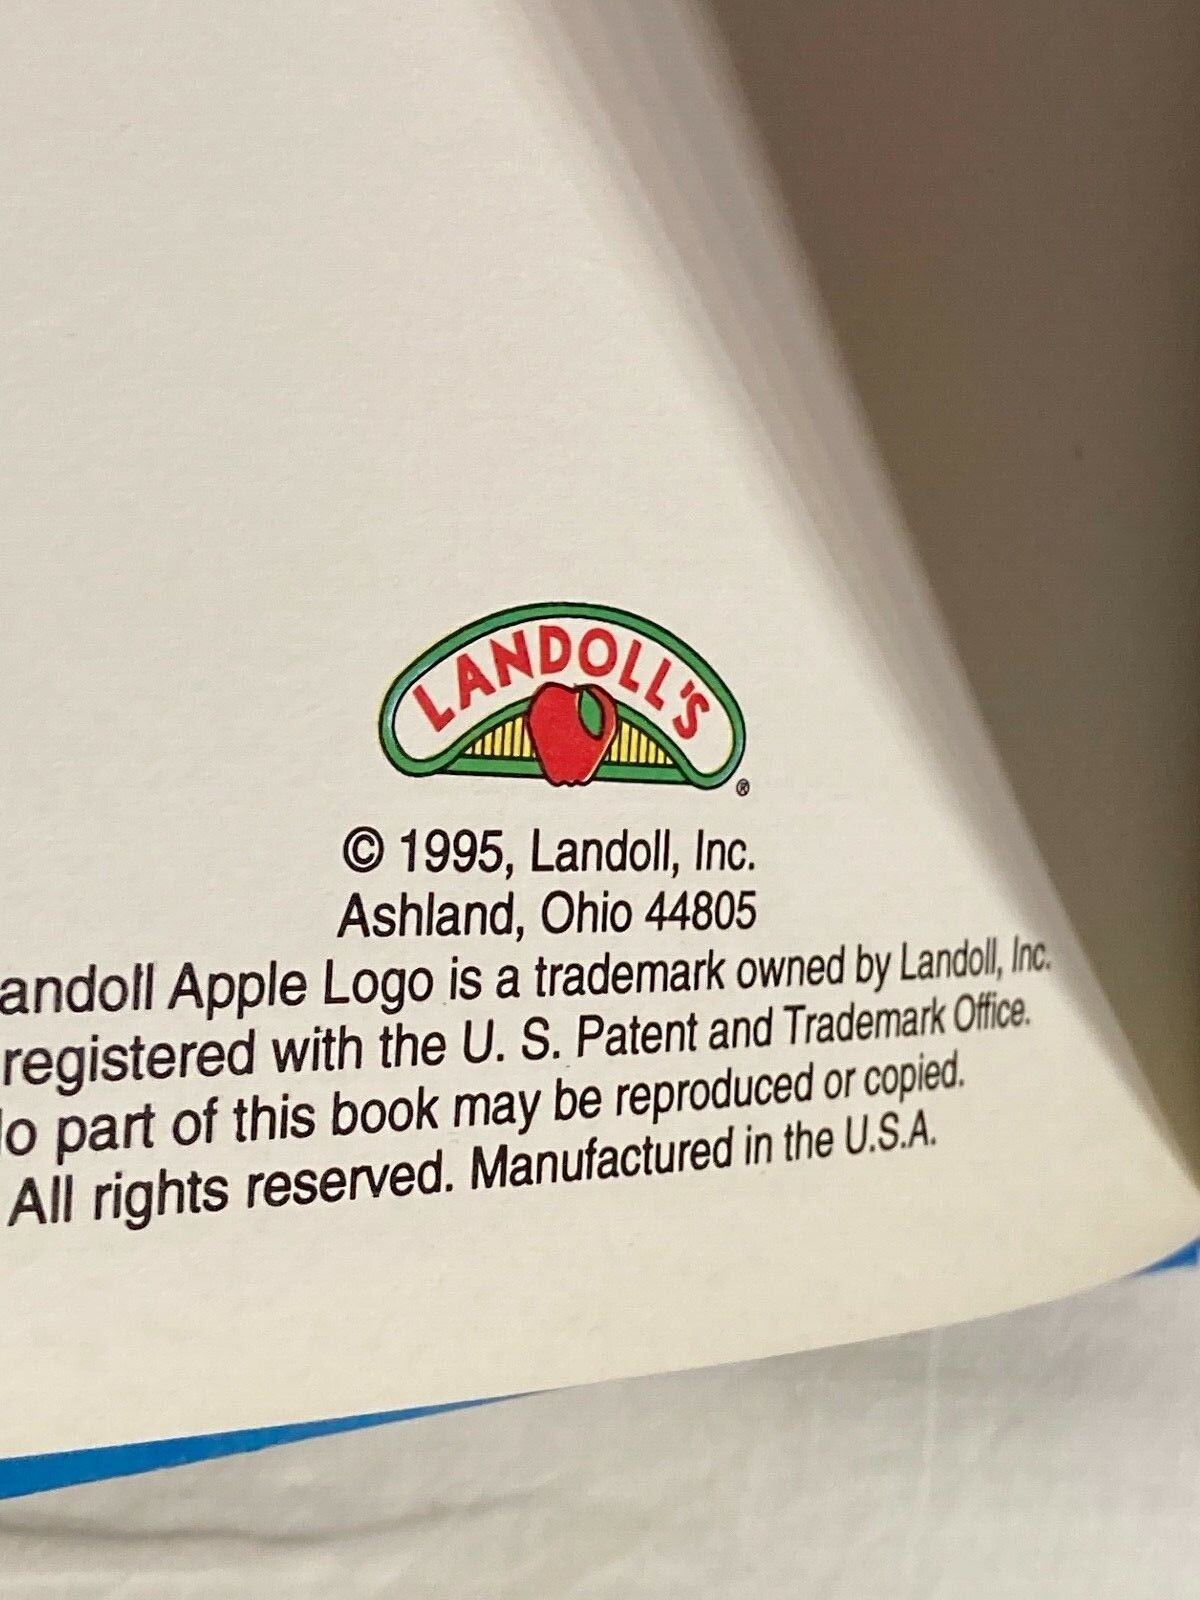 LANDOLL'S
®
© 1995, Landoll, Inc.
Ashland, Ohio 44805
andoll Apple Logo is a trademark owned by Landoll, Inc.
registered with the U. S. Patent and Trademark Office.
lo part of this book may be reproduced or copied.
All rights reserved. Manufactured in the U.S.A.